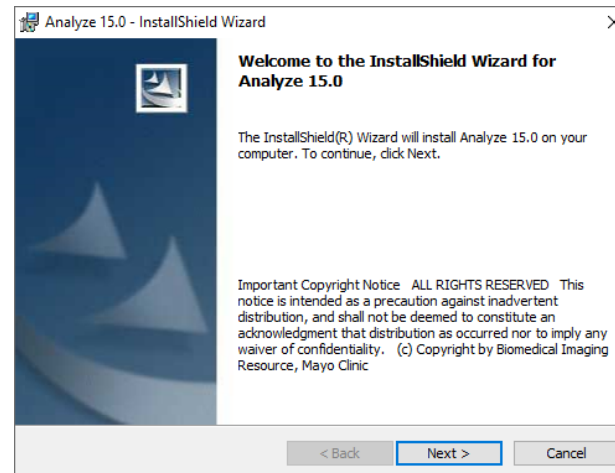 Analyze 15.0 - InstallShield Wizard
Welcome to the InstallShield Wizard for
Analyze 15.0
The InstallShield(R) Wizard will install Analyze 15.0 on your
computer. To continue, click Next.
Important Copyright Notice   ALL RIGHTS RESERVED   This
notice is intended as a precaution against inadvertent
distribution, and shall not be deemed to constitute an
acknowledgment that distribution as occurred nor to imply any
waiver of confidentiality.   (c) Copyright by Biomedical Imaging
Resource, Mayo Clinic
< Back
Next >
Cancel